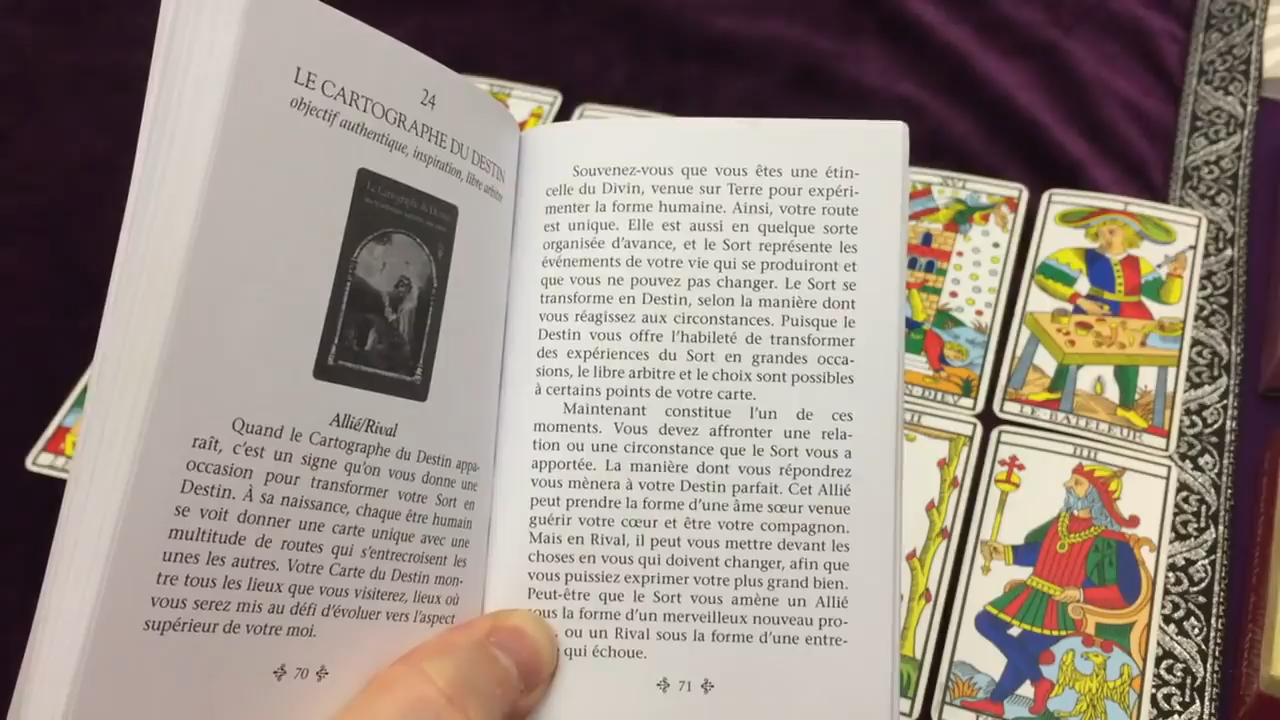 24
LE CARTOGRAPHE DU DESTIN
objectif authentique, inspiration, libre arbitre
Le Cartographe du Destin
Allié/Rival
Quand le Cartographe du Destin appa-
raît, c'est un signe qu'on vous donne une
occasion pour transformer votre Sort en
Destin. À sa naissance, chaque être humain
se voit donner une carte unique avec une
multitude de routes qui s'entrecroisent les
unes les autres. Votre Carte du Destin mon-
tre tous les lieux que vous visiterez, lieux où
vous serez mis au défi d'évoluer vers l'aspect
supérieur de votre moi.
70
Souvenez-vous que vous êtes une étin-
celle du Divin, venue sur Terre pour expéri-
menter la forme humaine. Ainsi, votre route
est unique. Elle est aussi en quelque sorte
organisée d'avance, et le Sort représente les
événements de votre vie qui se produiront et
que vous ne pouvez pas changer. Le Sort se
transforme en Destin, selon la manière dont
vous réagissez aux circonstances. Puisque le
Destin vous offre l'habileté de transformer
des expériences du Sort en grandes occa-
sions, le libre arbitre et le choix sont possibles
à certains points de votre carte.
Maintenant constitue l'un de ces
moments. Vous devez affronter une rela-
tion ou une circonstance que le Sort vous a
apportée. La manière dont vous répondrez
vous mènera à votre Destin parfait. Cet Allié
peut prendre la forme d'une âme sœur venue
guérir votre cœur et être votre compagnon.
Mais en Rival, il peut vous mettre devant les
choses en vous qui doivent changer, afin que
vous puissiez exprimer votre plus grand bien.
Peut-être que le Sort vous amène un Allié
sous la forme d'un merveilleux nouveau pro-
, ou un Rival sous la forme d'une entre-
qui échoue.
71
XVI
N·DIEV
LE·BATELEUR
II
IIII